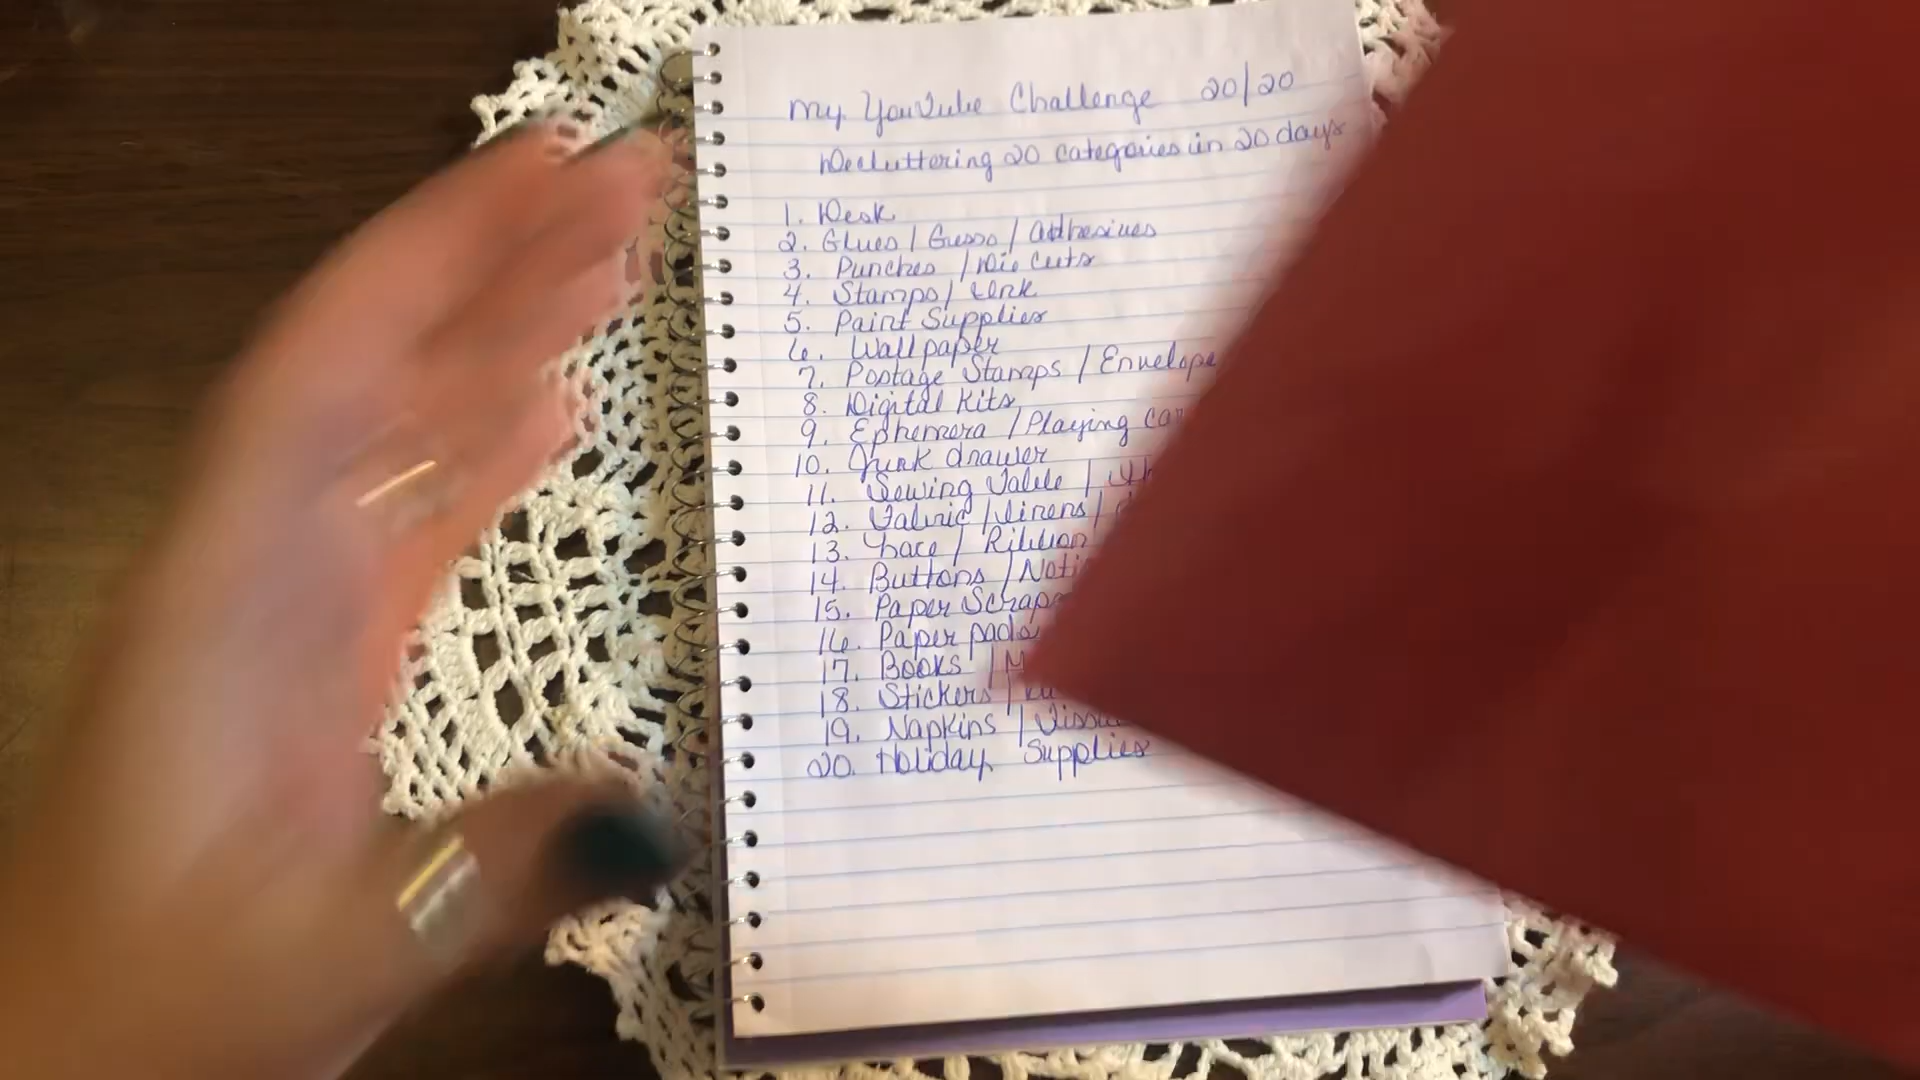 My YouTube Challenge 20/20
Decluttering 20 categories in 20 days
1. Desk
2. Glues / Gesso / Adhesives
3. Punches / Die Cuts
4. Stamps / Ink
5. Paint Supplies
6. Wallpaper
7. Postage Stamps / Envelope
8. Digital Kits
9. Ephemera / Playing Car
10. Junk drawer
11. Sewing Table /
12. Fabric / Linens /
13. Lace / Ribbon
14. Buttons / Noti
15. Paper Scraps
16. Paper pads
17. Books / M
18. Stickers /
19. Napkins / Tissue
20. Holiday Supplies